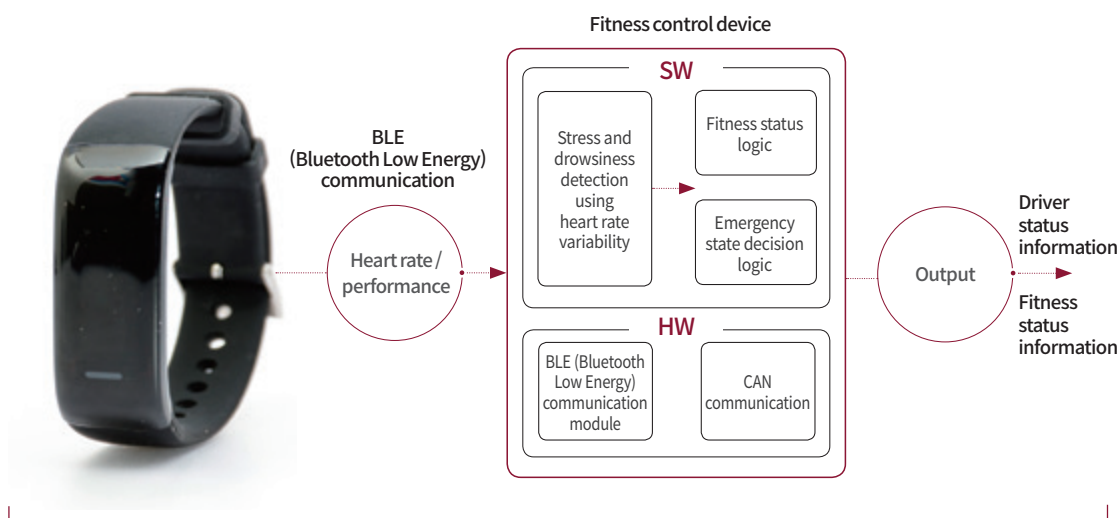 Fitness control device
BLE
(Bluetooth Low Energy)
communication
Heart rate /
performance
SW
Stress and
drowsiness
detection
using
heart rate
variability
Fitness status
logic
Emergency
state decision
logic
HW
BLE (Bluetooth
Low Energy)
communication
module
CAN
communication
Output
Driver
status
information
Fitness
status
information